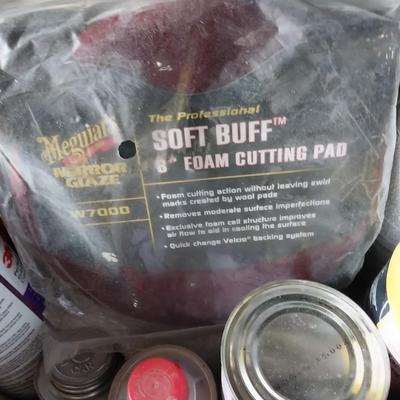 The Professional
SOFT BUFF™
Meguiar
MIRROR
GLAZE
8" FOAM CUTTING PAD
W7000
• Foam cutting action without leaving swirl
marks created by wool pads
• Removes moderate surface imperfections
• Exclusive foam cell structure improves
air flow to aid in cooling the surface
• Quick change Velcro® backing system